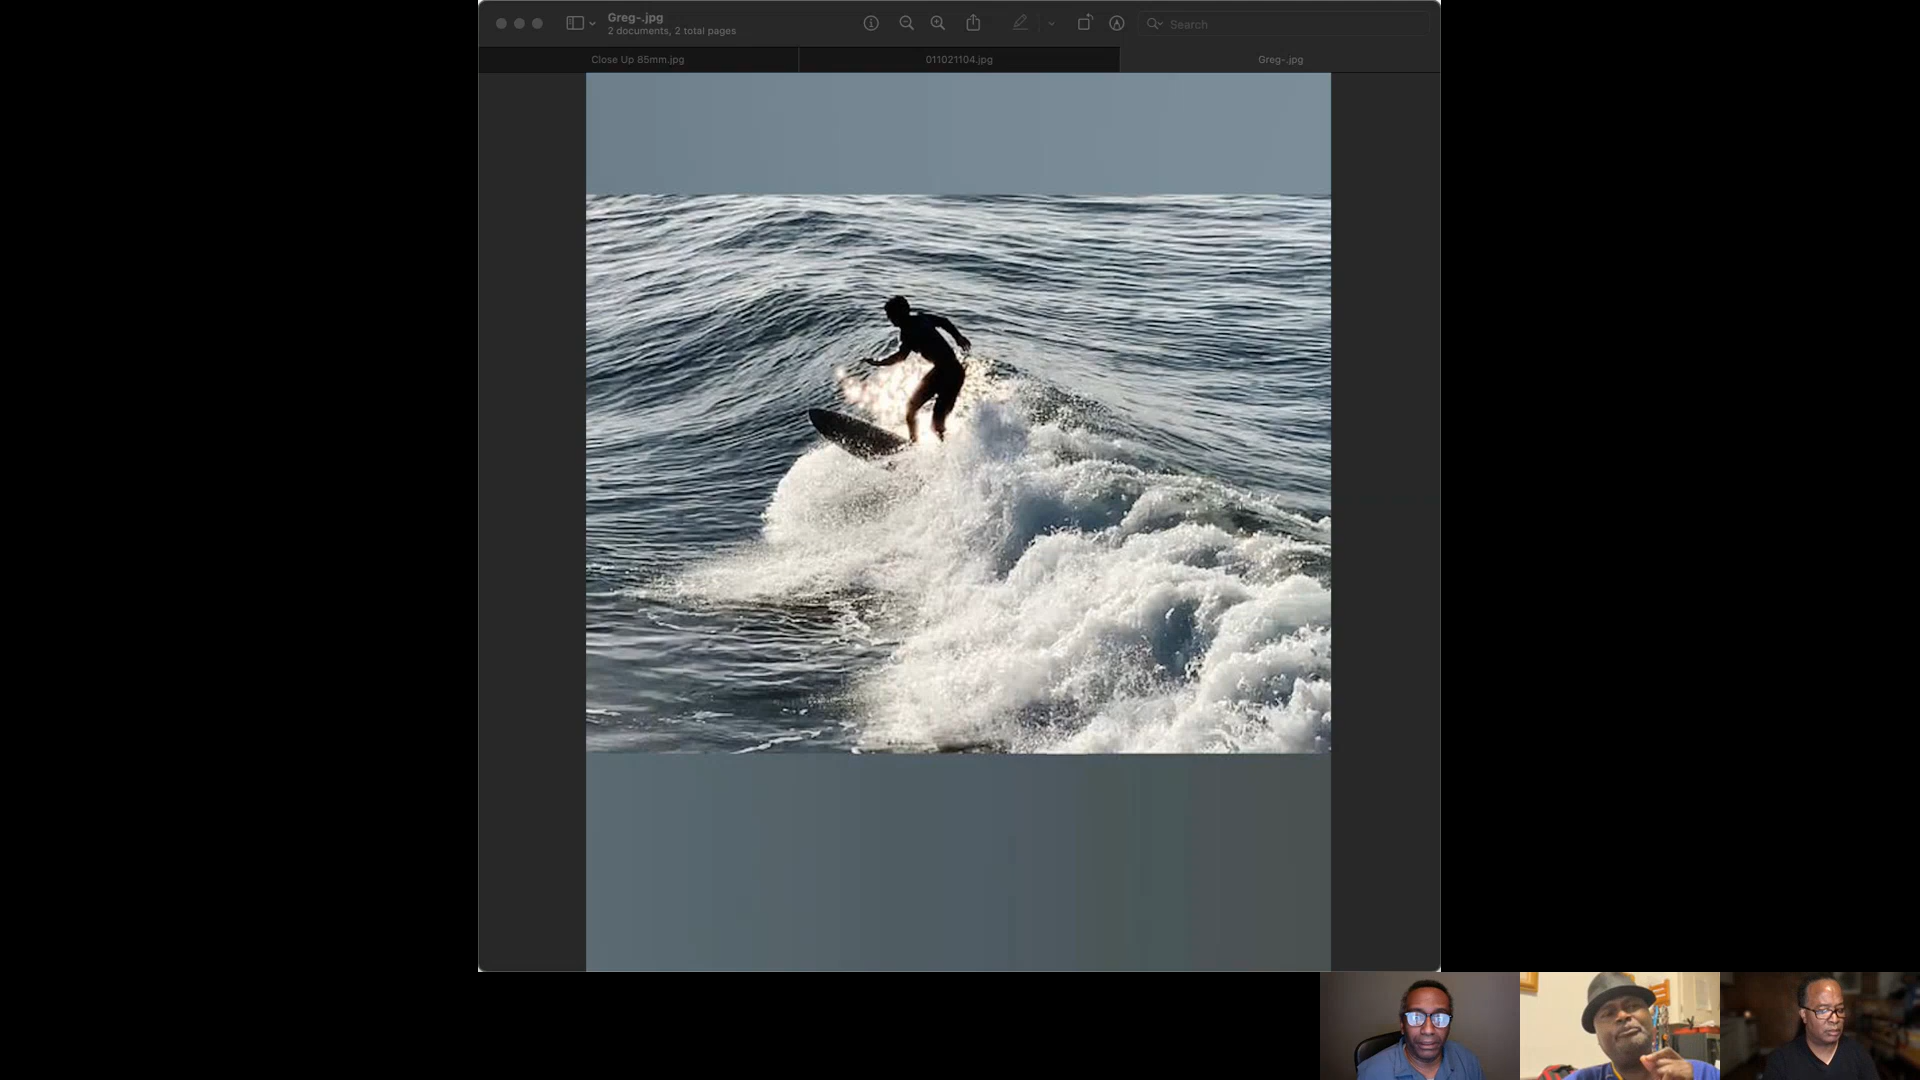 Greg-.jpg
2 documents, 2 total pages
Search
Close Up 85mm.jpg
011021104.jpg
Greg-.jpg